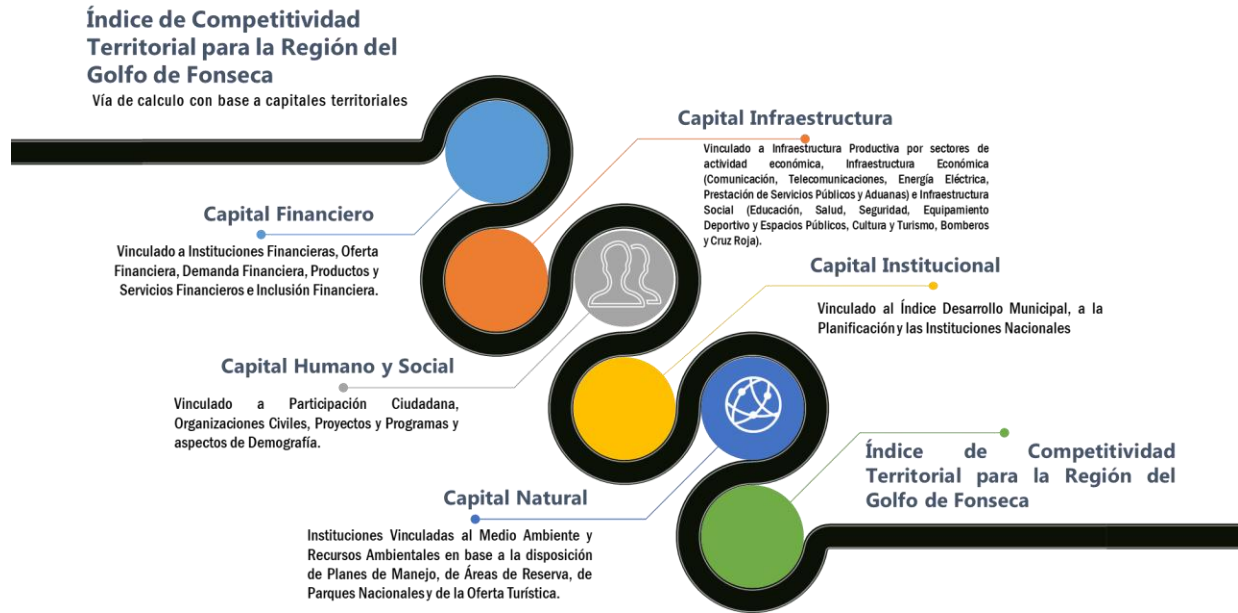 Índice de Competitividad
Territorial para la Región del
Golfo de Fonseca
Vía de calculo con base a capitales territoriales
Capital Infraestructura
Vinculado a Infraestructura Productiva por sectores de
actividad económica, Infraestructura Económica
(Comunicación, Telecomunicaciones, Energía Eléctrica,
Prestación de Servicios Públicos y Aduanas) e Infraestructura
Social (Educación, Salud, Seguridad, Equipamiento
Deportivo y Espacios Públicos, Cultura y Turismo, Bomberos
y Cruz Roja).
Capital Financiero
Vinculado a Instituciones Financieras, Oferta
Financiera, Demanda Financiera, Productos y
Servicios Financieros e Inclusión Financiera.
Capital Institucional
Vinculado al Índice Desarrollo Municipal, a la
Planificación y las Instituciones Nacionales
Capital Humano y Social
Vinculado a Participación Ciudadana,
Organizaciones Civiles, Proyectos y Programas y
aspectos de Demografía.
Índice de Competitividad
Territorial para la Región del
Golfo de Fonseca
Capital Natural
Instituciones Vinculadas al Medio Ambiente y
Recursos Ambientales en base a la disposición
de Planes de Manejo, de Áreas de Reserva, de
Parques Nacionales y de la Oferta Turística.